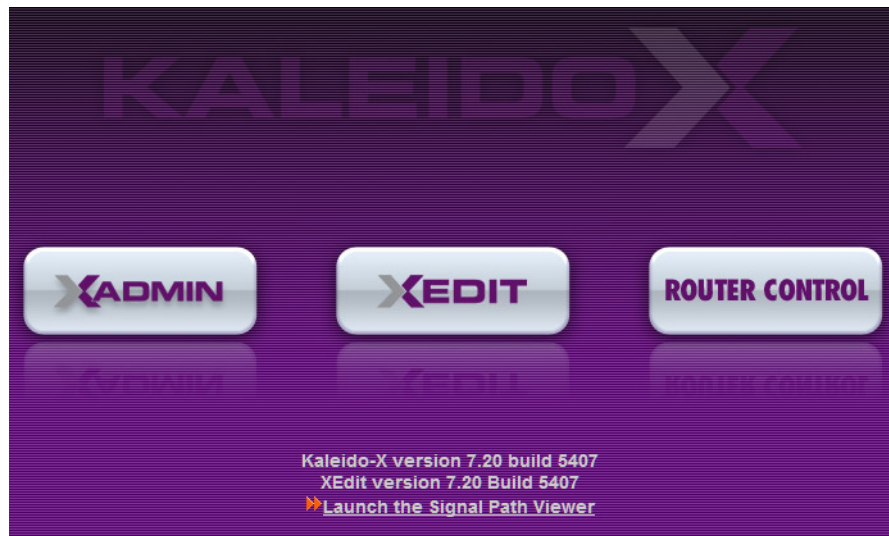 KALEIDOX
XADMIN
XEDIT
ROUTER CONTROL
Kaleido-X version 7.20 build 5407
XEdit version 7.20 Build 5407
Launch the Signal Path Viewer